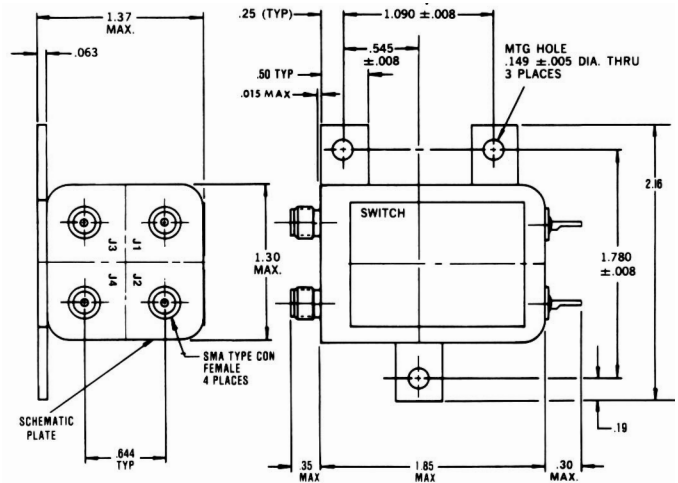 1.37
MAX.
.063
.25 (TYP)
1.090 ±.008
.545
±.008
.50 TYP
.015 MAX
MTG HOLE
.149 ±.005 DIA. THRU
3 PLACES
2.16
1.780
±.008
SWITCH
J3
J1
J4
J2
1.30
MAX.
SMA TYPE CON
FEMALE
4 PLACES
SCHEMATIC
PLATE
.644
TYP
.35
MAX
1.85
MAX
.30
MAX.
.19